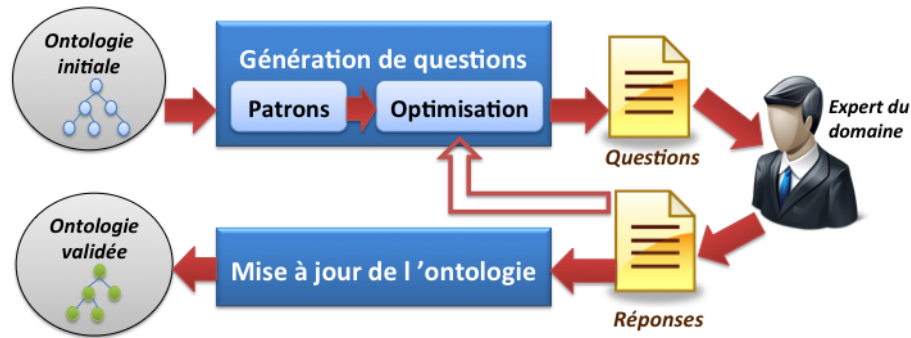 Ontologie
initiale
Génération de questions
Patrons
Optimisation
Questions
Expert du
domaine
Ontologie
validée
Mise à jour de l ’ontologie
Réponses